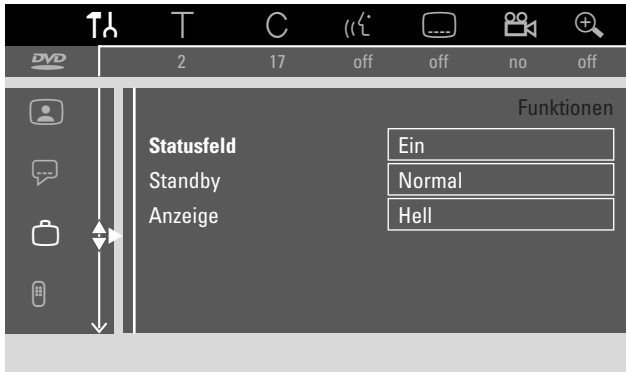 T C
DVD 2 17 off off no off
Funktionen
Statusfeld Ein
Standby Normal
Anzeige Hell